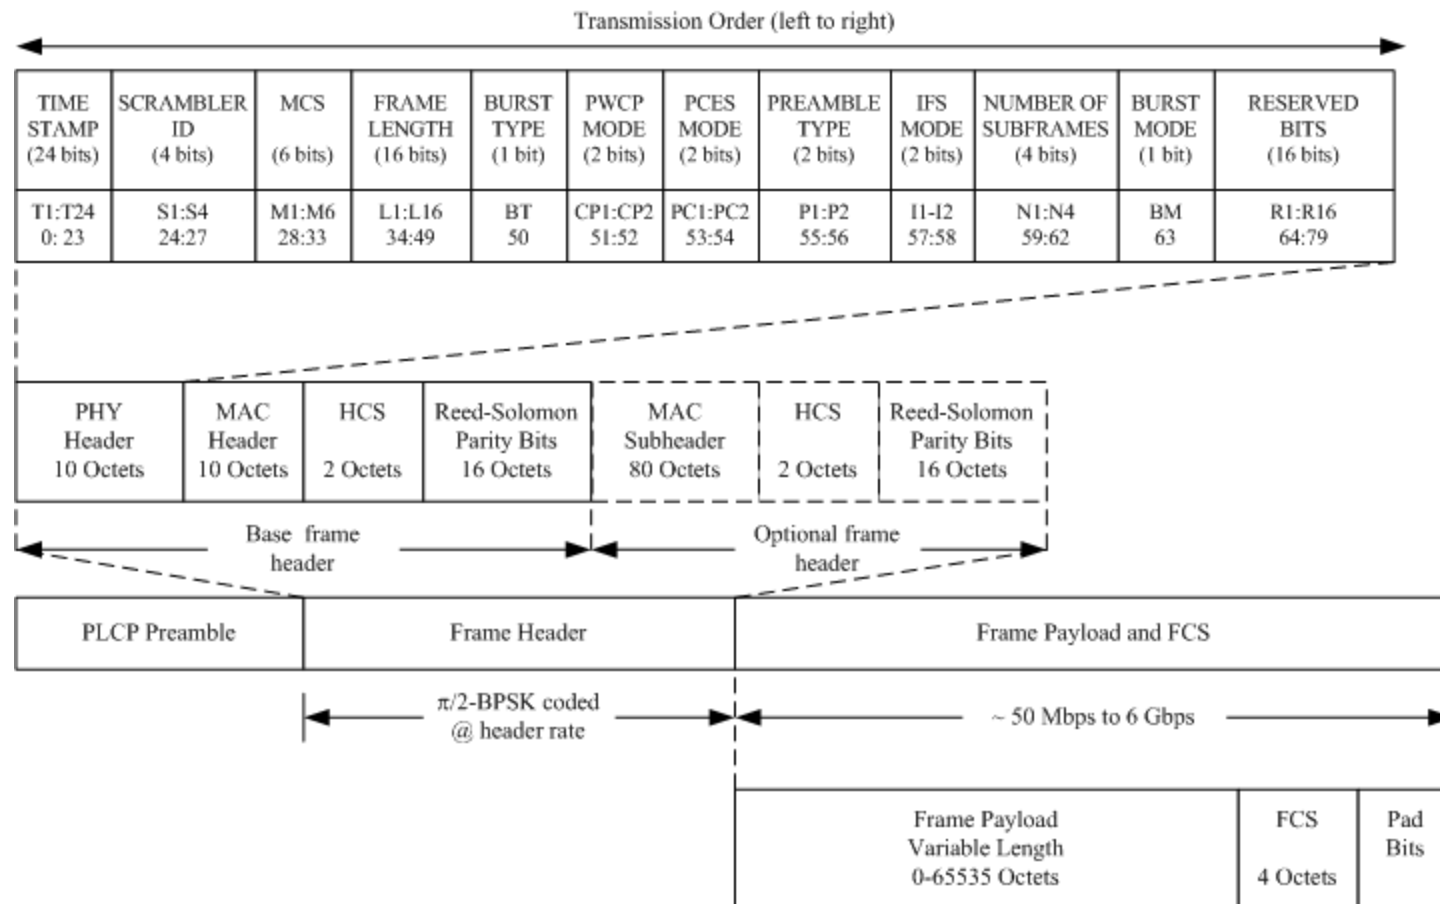 Transmission Order (left to right)
TIME STAMP (24 bits)
SCRAMBLER ID (4 bits)
MCS (6 bits)
FRAME LENGTH (16 bits)
BURST TYPE (1 bit)
PWCP MODE (2 bits)
PCES MODE (2 bits)
PREAMBLE TYPE (2 bits)
IFS MODE (2 bits)
NUMBER OF SUBFRAMES (4 bits)
BURST MODE (1 bit)
RESERVED BITS (16 bits)
T1:T24 0: 23
S1:S4 24:27
M1:M6 28:33
L1:L16 34:49
BT 50
CP1:CP2 51:52
PC1:PC2 53:54
P1:P2 55:56
I1-I2 57:58
N1:N4 59:62
BM 63
R1:R16 64:79
PHY Header 10 Octets
MAC Header 10 Octets
HCS 2 Octets
Reed-Solomon Parity Bits 16 Octets
MAC Subheader 80 Octets
HCS 2 Octets
Reed-Solomon Parity Bits 16 Octets
Base frame header
Optional frame header
PLCP Preamble
Frame Header
Frame Payload and FCS
π/2-BPSK coded @ header rate
~ 50 Mbps to 6 Gbps
Frame Payload Variable Length 0-65535 Octets
FCS 4 Octets
Pad Bits